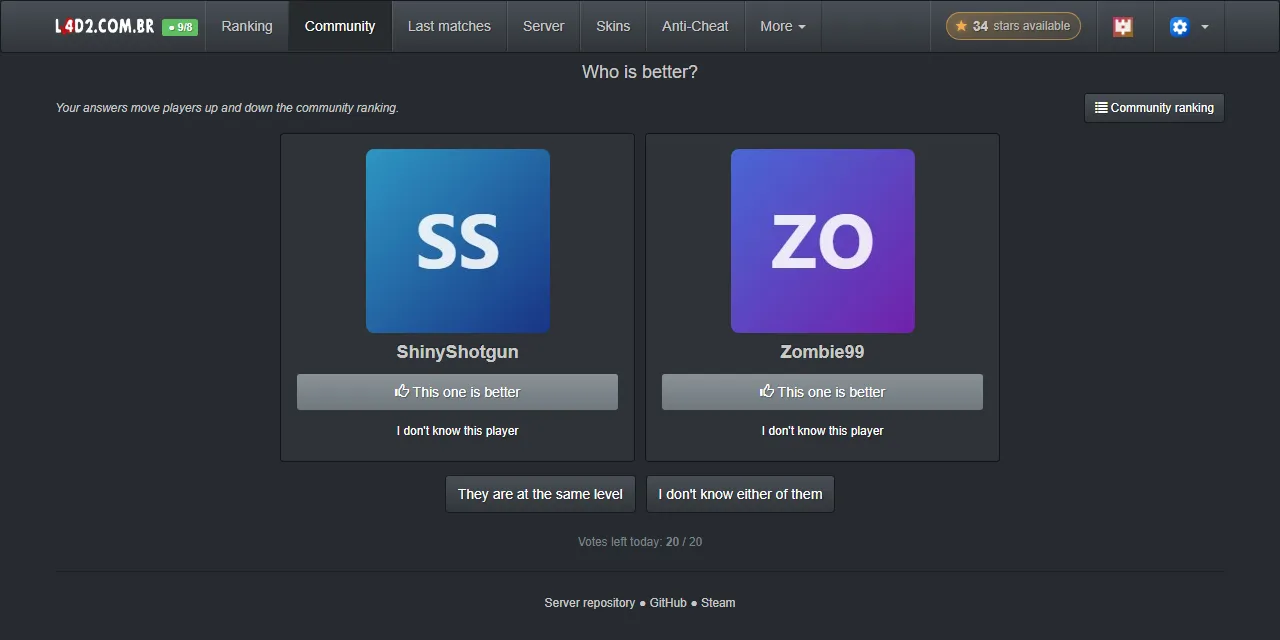 L4D2.COM.BR ● 9/8 Ranking Community Last matches Server Skins Anti-Cheat More ★ 34 stars available
Who is better?
Your answers move players up and down the community ranking.
Community ranking
SS
ShinyShotgun
This one is better
I don't know this player
ZO
Zombie99
This one is better
I don't know this player
They are at the same level
I don't know either of them
Votes left today: 20 / 20
Server repository ● GitHub ● Steam